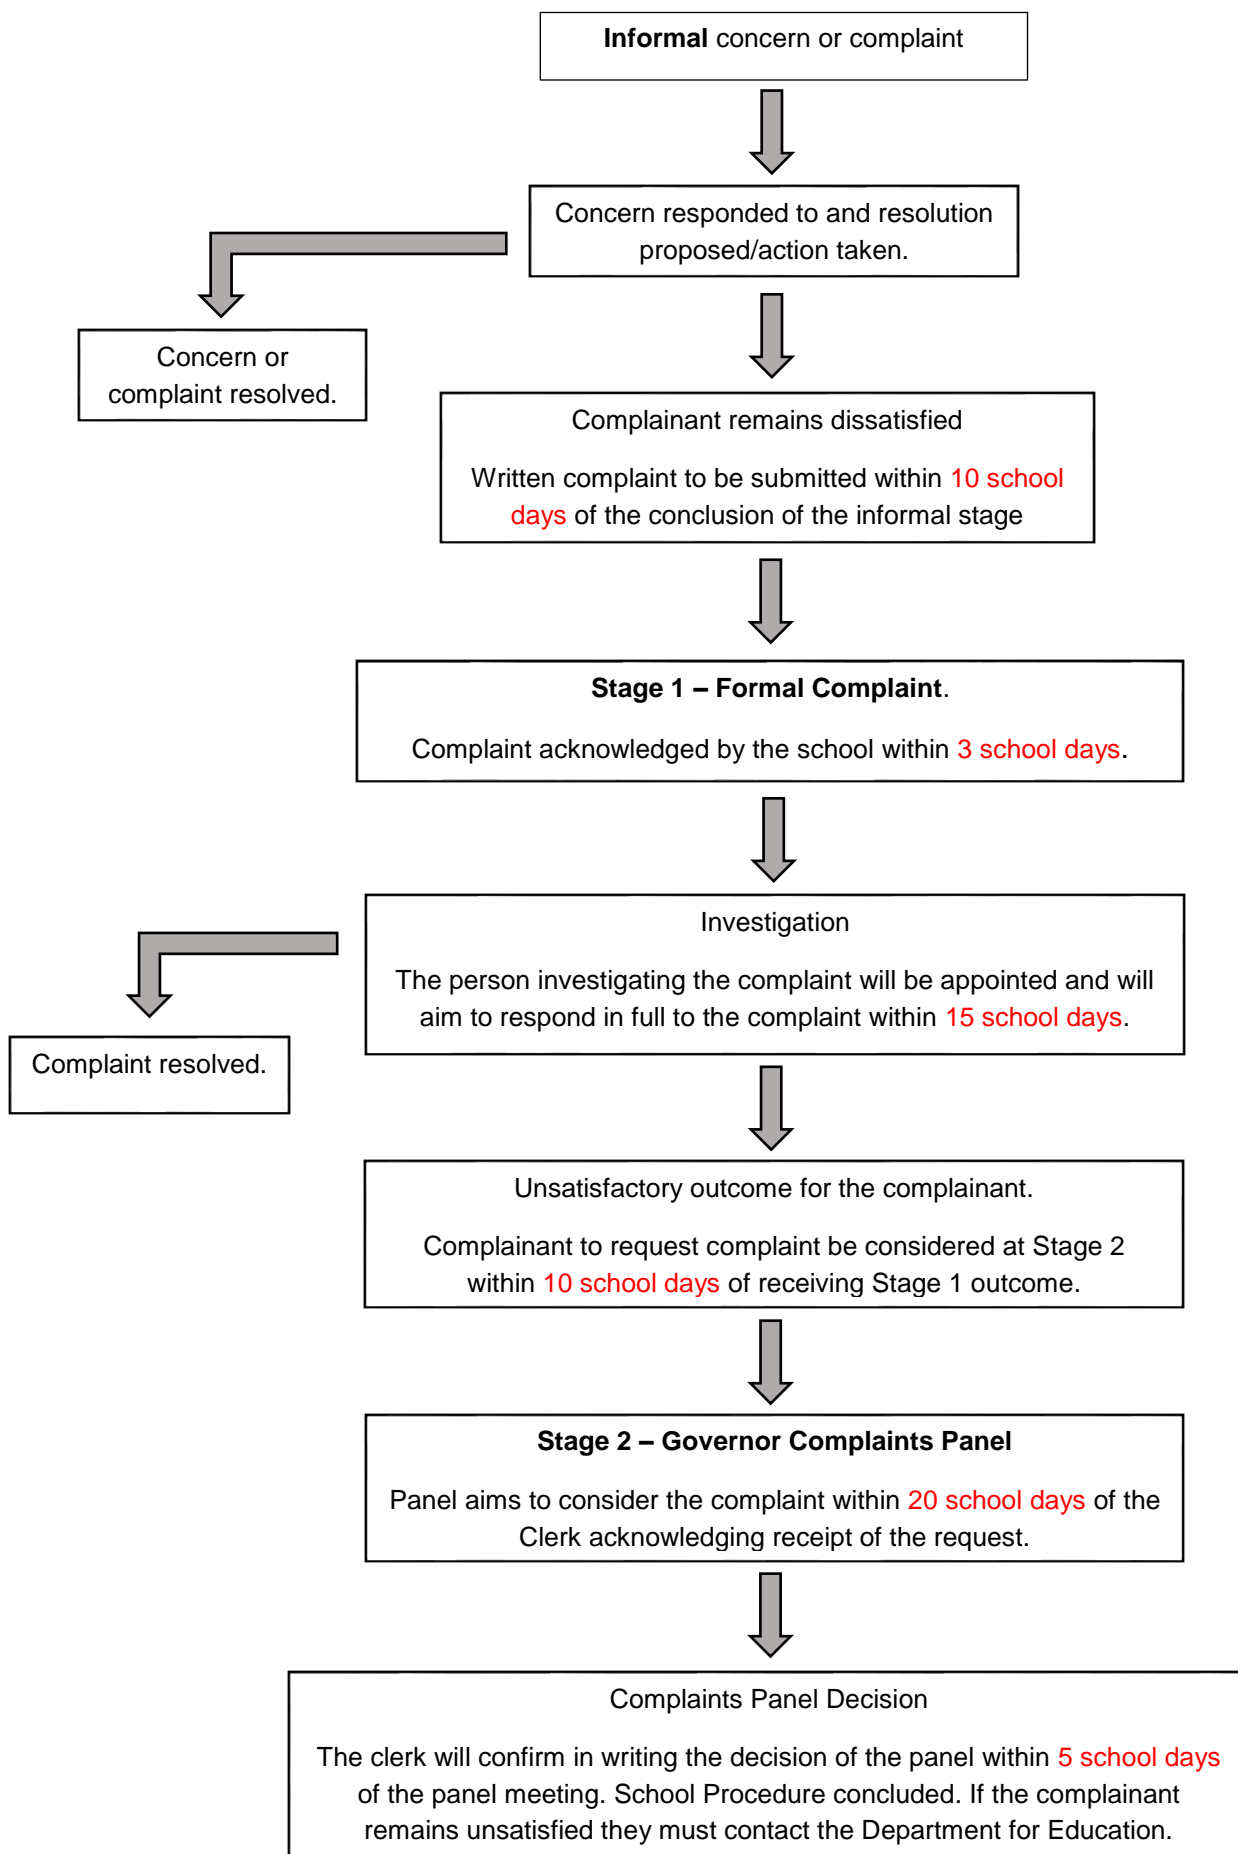 Informal concern or complaint
Concern responded to and resolution
proposed/action taken.
Concern or
complaint resolved.
Complainant remains dissatisfied
Written complaint to be submitted within 10 school
days of the conclusion of the informal stage
Stage 1 – Formal Complaint.
Complaint acknowledged by the school within 3 school days.
Investigation
The person investigating the complaint will be appointed and will
aim to respond in full to the complaint within 15 school days.
Complaint resolved.
Unsatisfactory outcome for the complainant.
Complainant to request complaint be considered at Stage 2
within 10 school days of receiving Stage 1 outcome.
Stage 2 – Governor Complaints Panel
Panel aims to consider the complaint within 20 school days of the
Clerk acknowledging receipt of the request.
Complaints Panel Decision
The clerk will confirm in writing the decision of the panel within 5 school days
of the panel meeting. School Procedure concluded. If the complainant
remains unsatisfied they must contact the Department for Education.